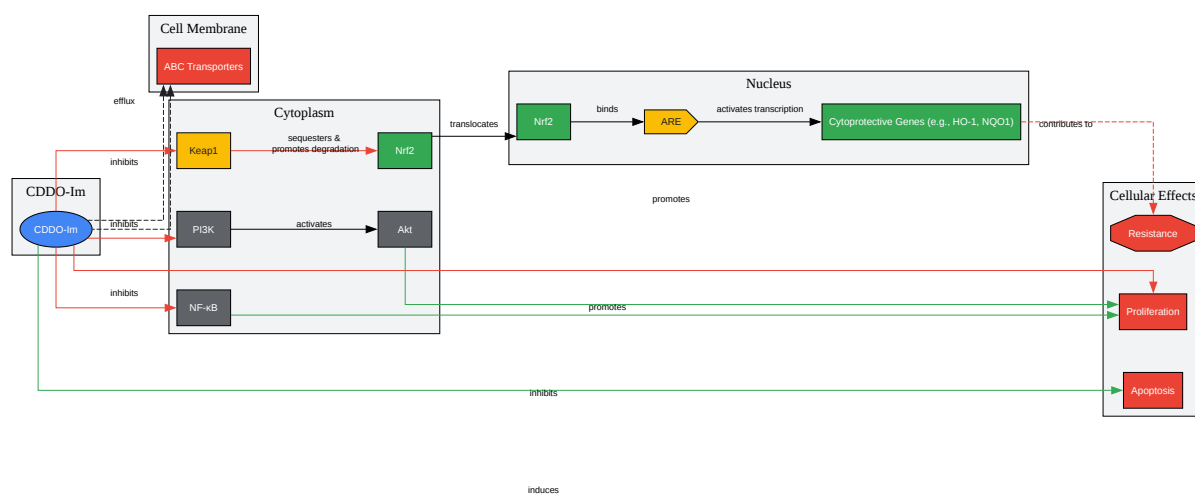 Cell Membrane
ABC Transporters
efflux
Cytoplasm
Nucleus
Keap1
sequesters &
promotes degradation
Nrf2
translocates
Nrf2
binds
ARE
activates transcription
Cytoprotective Genes (e.g., HO-1, NQO1)
contributes to
inhibits
CDDO-Im
CDDO-Im
inhibits
PI3K
activates
Akt
promotes
Cellular Effects
Resistance
inhibits
NF-κB
promotes
Proliferation
inhibits
Apoptosis
induces